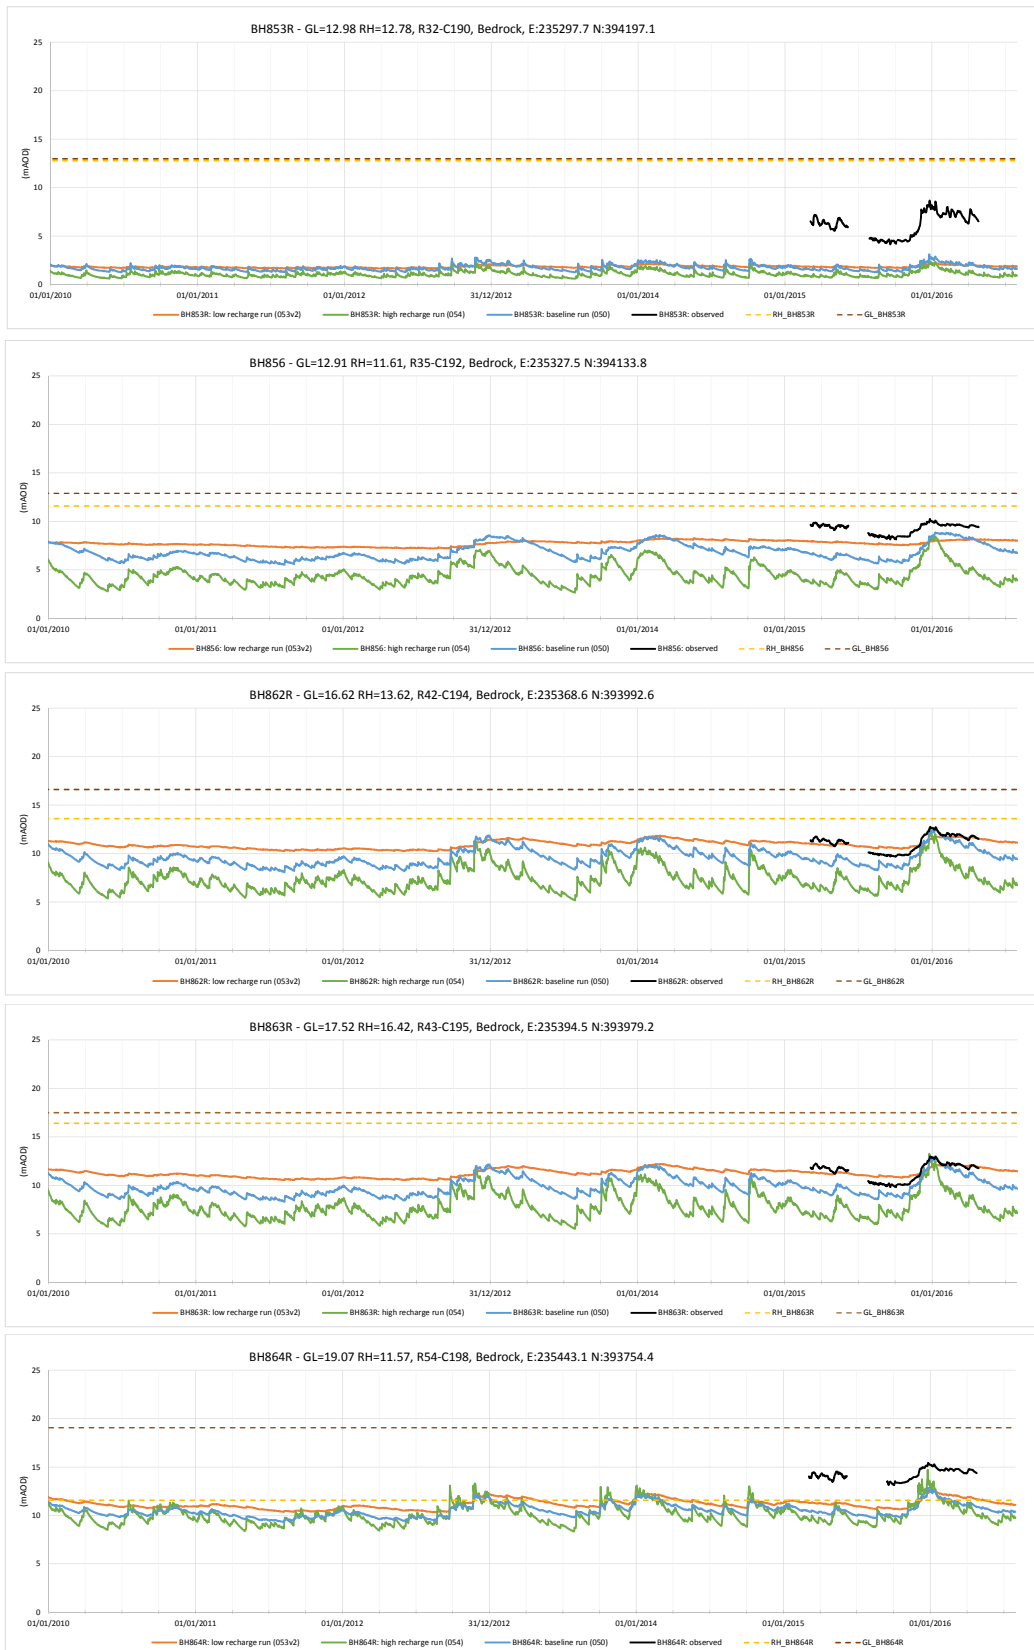 BH853R - GL=12.98 RH=12.78, R32-C190, Bedrock, E:235297.7 N:394197.1
25
20
15
10
5
0
(mAOD)
01/01/2010 01/01/2011 01/01/2012 31/12/2012 01/01/2014 01/01/2015 01/01/2016
BH853R: low recharge run (053v2) BH853R: high recharge run (054) BH853R: baseline run (050) BH853R: observed RH_BH853R GL_BH853R
BH856 - GL=12.91 RH=11.61, R35-C192, Bedrock, E:235327.5 N:394133.8
25
20
15
10
5
0
(mAOD)
01/01/2010 01/01/2011 01/01/2012 31/12/2012 01/01/2014 01/01/2015 01/01/2016
BH856: low recharge run (053v2) BH856: high recharge run (054) BH856: baseline run (050) BH856: observed RH_BH856 GL_BH856
BH862R - GL=16.62 RH=13.62, R42-C194, Bedrock, E:235368.6 N:393992.6
25
20
15
10
5
0
(mAOD)
01/01/2010 01/01/2011 01/01/2012 31/12/2012 01/01/2014 01/01/2015 01/01/2016
BH862R: low recharge run (053v2) BH862R: high recharge run (054) BH862R: baseline run (050) BH862R: observed RH_BH862R GL_BH862R
BH863R - GL=17.52 RH=16.42, R43-C195, Bedrock, E:235394.5 N:393979.2
25
20
15
10
5
0
(mAOD)
01/01/2010 01/01/2011 01/01/2012 31/12/2012 01/01/2014 01/01/2015 01/01/2016
BH863R: low recharge run (053v2) BH863R: high recharge run (054) BH863R: baseline run (050) BH863R: observed RH_BH863R GL_BH863R
BH864R - GL=19.07 RH=11.57, R54-C198, Bedrock, E:235443.1 N:393754.4
25
20
15
10
5
0
(mAOD)
01/01/2010 01/01/2011 01/01/2012 31/12/2012 01/01/2014 01/01/2015 01/01/2016
BH864R: low recharge run (053v2) BH864R: high recharge run (054) BH864R: baseline run (050) BH864R: observed RH_BH864R GL_BH864R